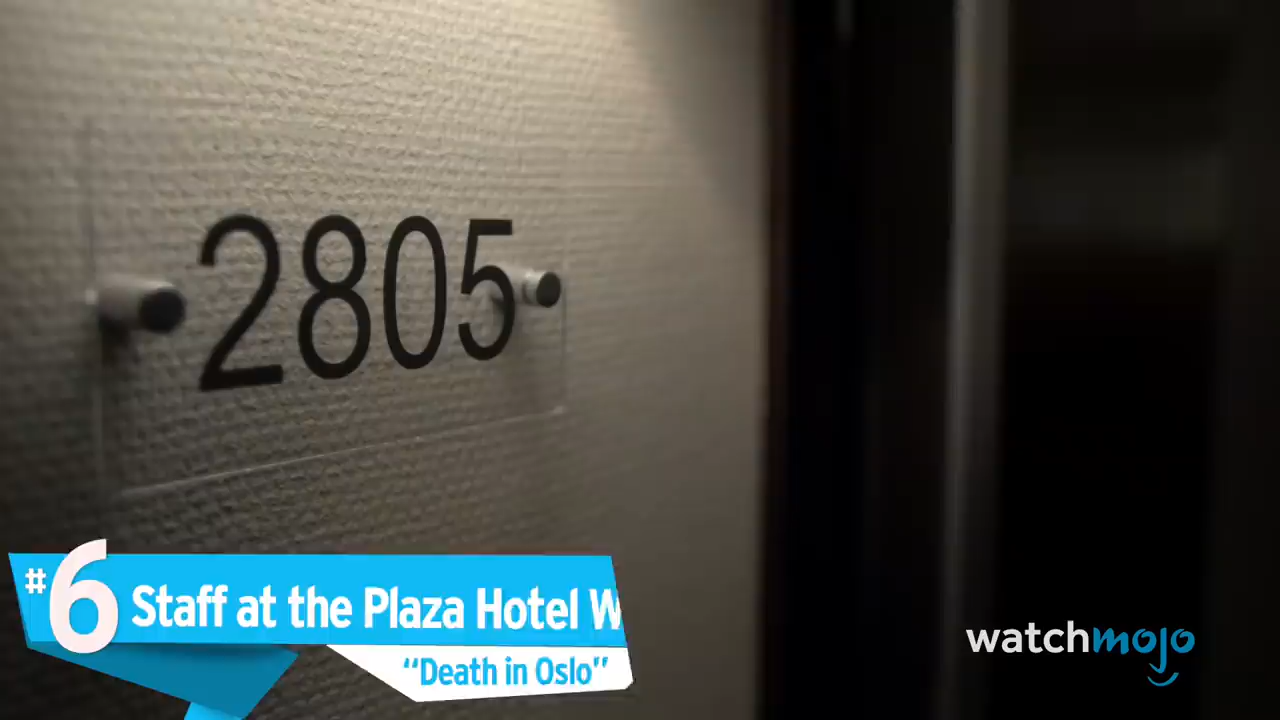 2805
#6 Staff at the Plaza Hotel W
“Death in Oslo”
watchmojo